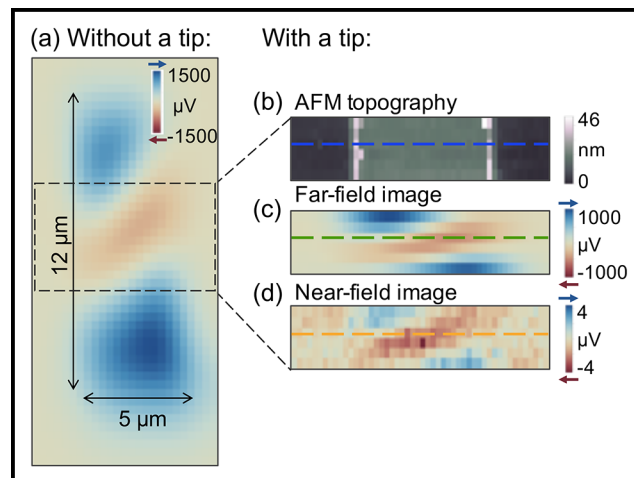 (a) Without a tip:
1500
µV
-1500
12 µm
5 µm
With a tip:
(b) AFM topography
46
nm
0
(c) Far-field image
1000
µV
-1000
(d) Near-field image
4
µV
-4